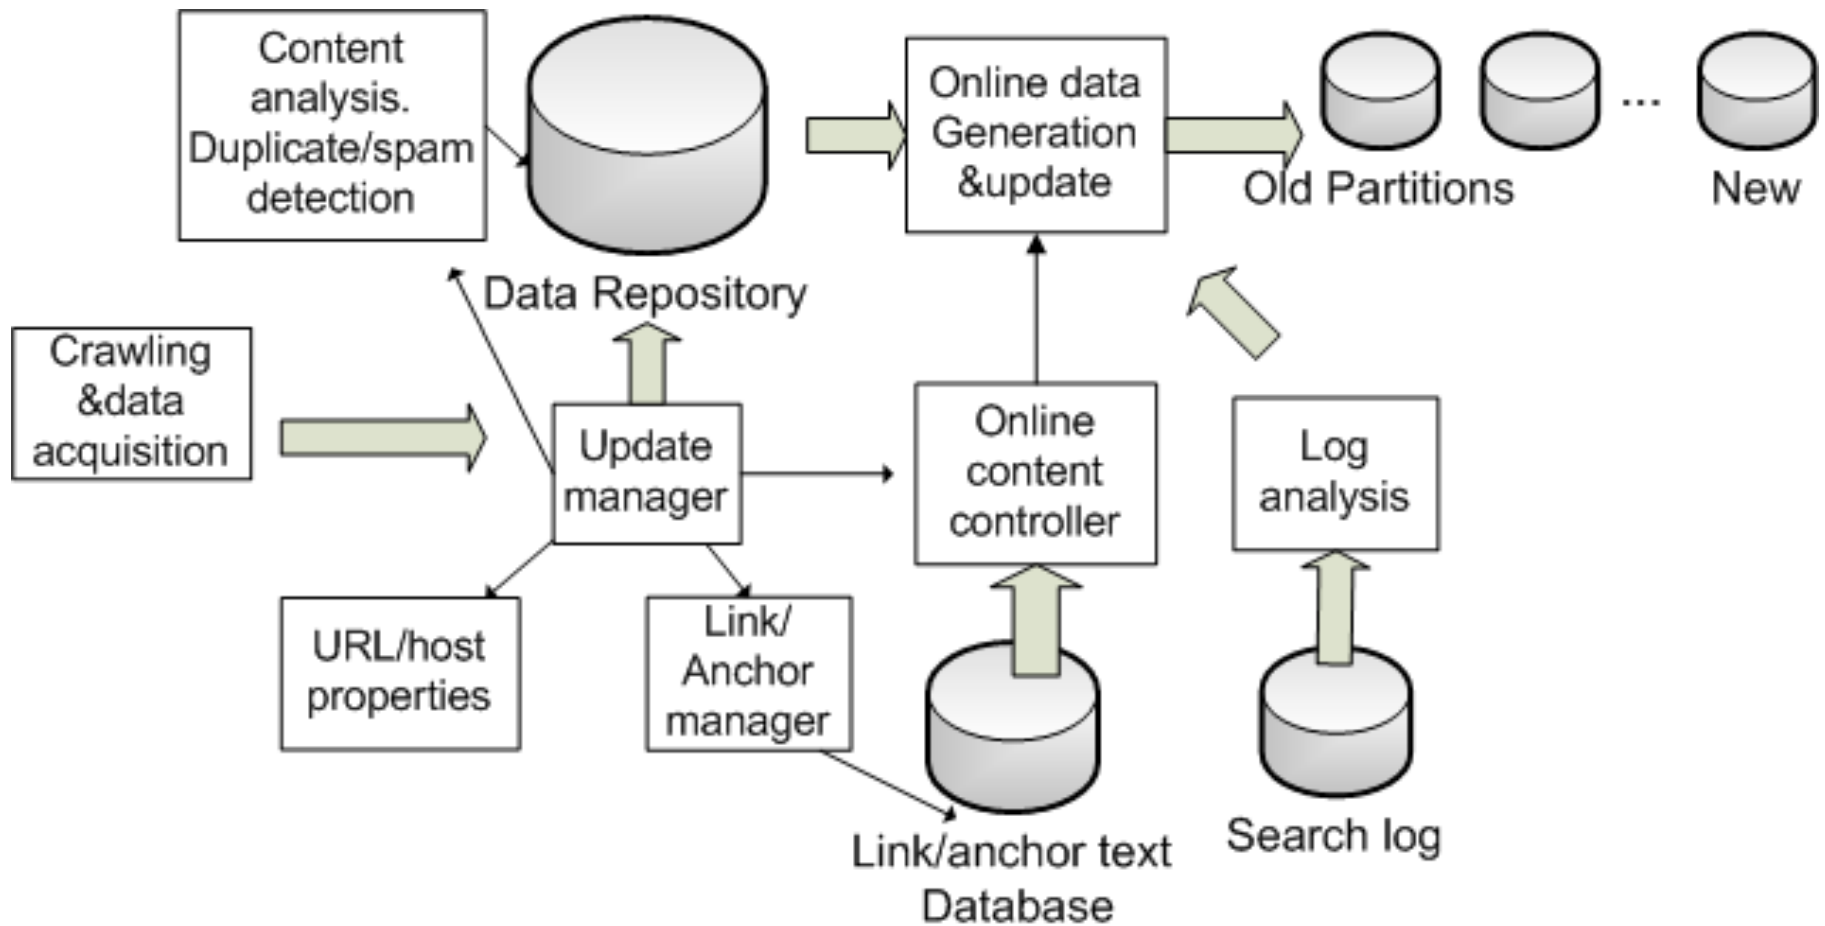 Content
analysis.
Duplicate/spam
detection
Data Repository
Online data
Generation
&update
Old Partitions
...
New
Crawling
&data
acquisition
Update
manager
Online
content
controller
Log
analysis
URL/host
properties
Link/
Anchor
manager
Link/anchor text
Database
Search log